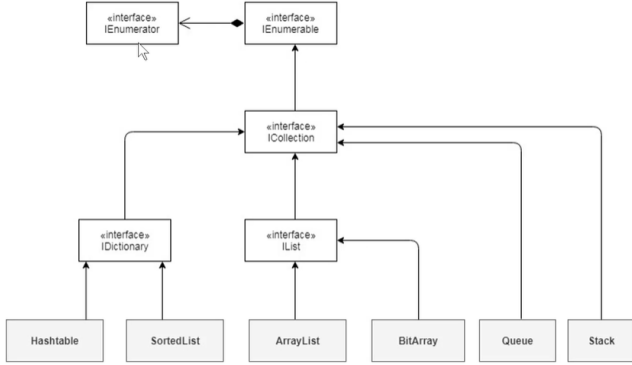 «interface»
IEnumerator
«interface»
IEnumerable
«interface»
ICollection
«interface»
IDictionary
«interface»
IList
Hashtable
SortedList
ArrayList
BitArray
Queue
Stack